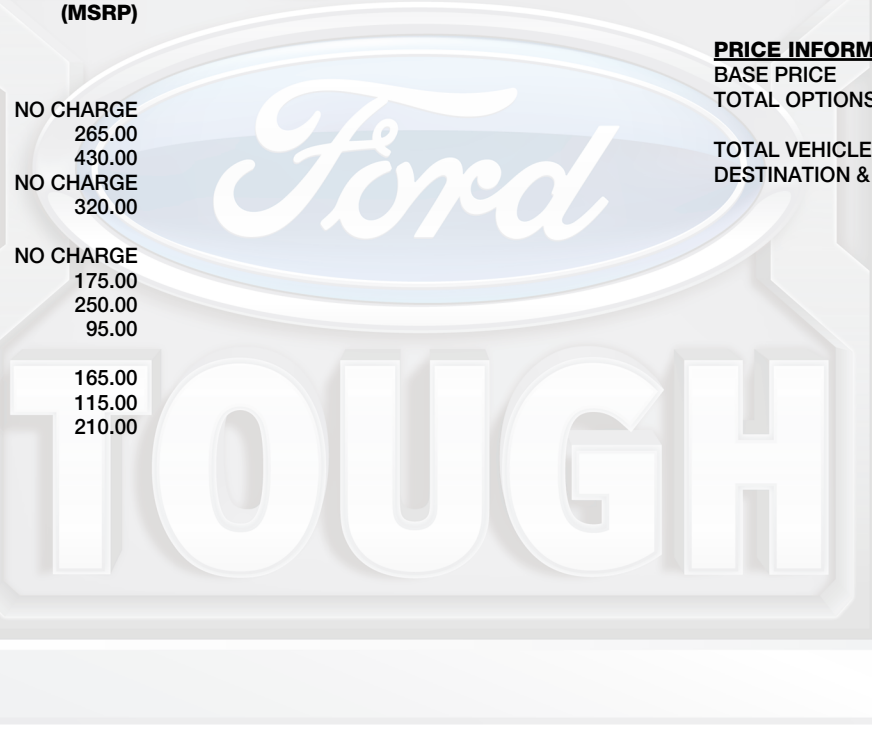 (MSRP)
NO CHARGE
265.00
430.00
NO CHARGE
320.00
NO CHARGE
175.00
250.00
95.00
165.00
115.00
210.00
PRICE INFORM
BASE PRICE
TOTAL OPTIONS
TOTAL VEHICLE
DESTINATION &
Ford
TOUGH